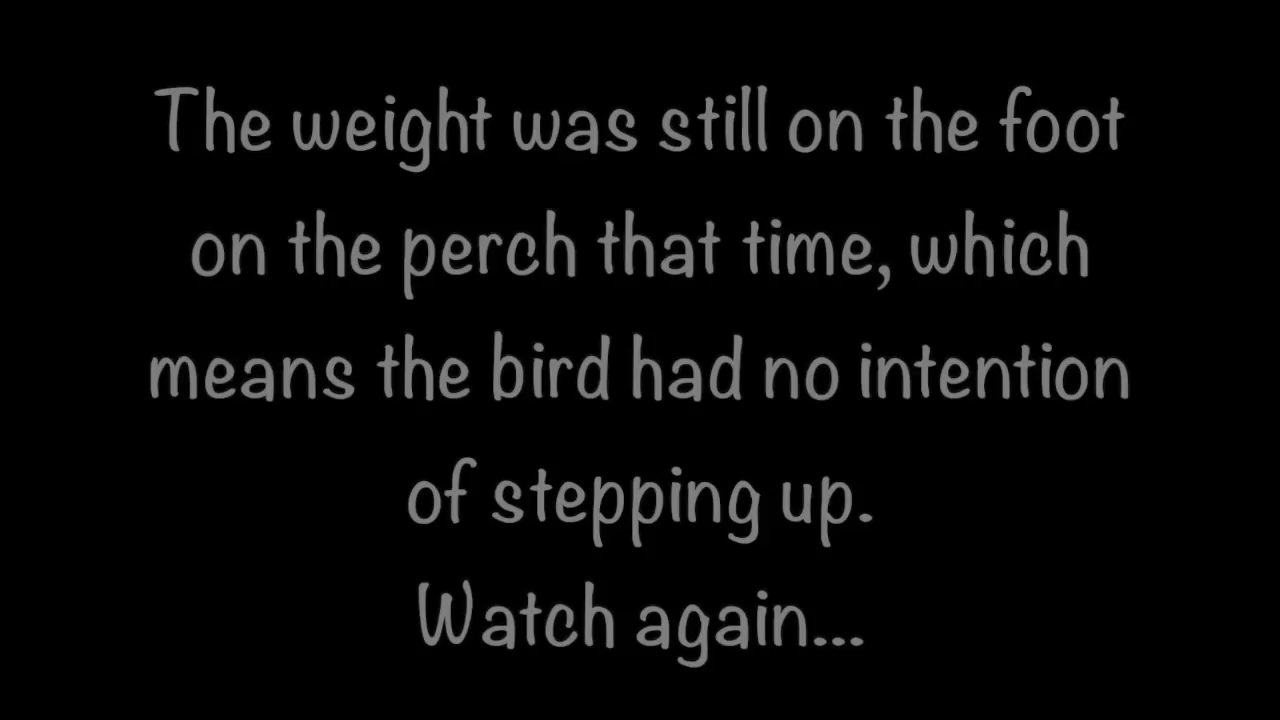 The weight was still on the foot
on the perch that time, which
means the bird had no intention
of stepping up.
Watch again...